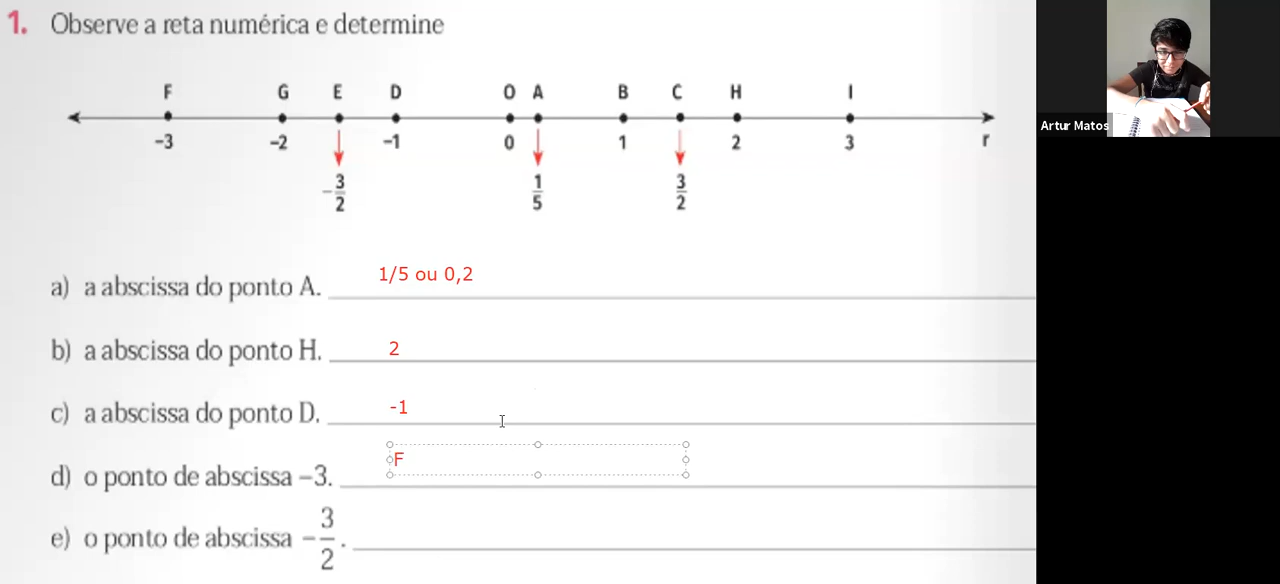 1. Observe a reta numérica e determine
F G E D O A B C H I
-3 -2 -1 0 1 2 3 r
-3/2 1/5 3/2
Artur Matos
a) a abscissa do ponto A. 1/5 ou 0,2
b) a abscissa do ponto H. 2
c) a abscissa do ponto D. -1
d) o ponto de abscissa -3. F
e) o ponto de abscissa -3/2.